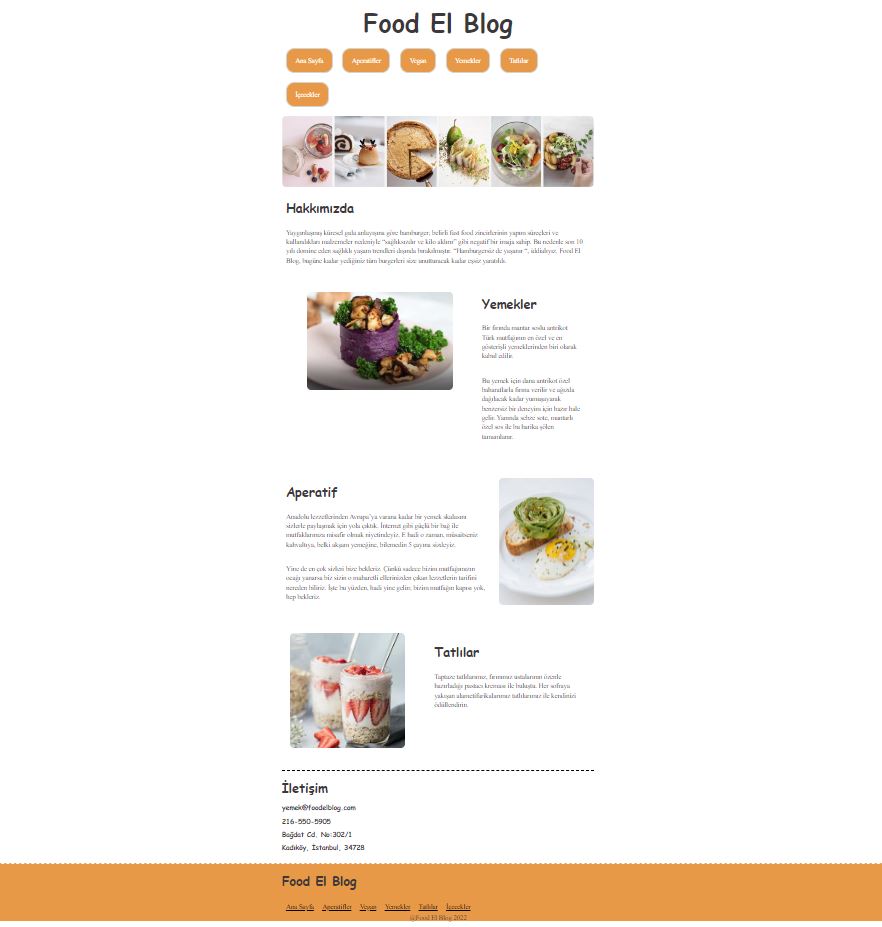 Food El Blog
Ana Sayfa Aperatifler Vegan Yemekler Tatlılar
İçecekler
Hakkımızda
Yaygınlaşmış küresel gıda anlayışına göre hamburger, belirli fast food zincirlerinin yapım süreçleri ve
kullandıkları malzemeler nedeniyle “sağlıksızdır ve kilo aldırır” gibi negatif bir imaja sahip. Bu nedenle son 10
yılı domine eden sağlıklı yaşam trendleri dışında bırakılmıştır. “Hamburgersiz de yaşanır “, iddialıyız. Food El
Blog, bugüne kadar yediğiniz tüm burgerleri size unutturacak kadar eşsiz yaratıldı.
Yemekler
Bir fırında mantar soslu antrikot
Türk mutfağının en özel ve en
gösterişli yemeklerinden biri olarak
kabul edilir.
Bu yemek için dana antrikot özel
baharatlarla fırına verilir ve ağızda
dağılacak kadar yumuşayarak
benzersiz bir deneyim için hazır hale
gelir. Yanında sebze sote, mantarlı
özel sos ile bu harika şölen
tamamlanır.
Aperatif
Anadolu lezzetlerinden Avrupa’ya varana kadar bir yemek skalasını
sizlerle paylaşmak için yola çıktık. İnternet gibi güçlü bir bağ ile
mutfaklarınıza misafir olmak niyetindeyiz. E hadi o zaman, müsaitseniz
kahvaltıya, belki akşam yemeğine, bilemedin 5 çayına sizdeyiz.
Yine de en çok sizleri bize bekleriz. Çünkü sadece bizim mutfağımızın
ocağı yanarsa biz sizin o maharetli ellerinizden çıkan lezzetlerin tarifini
nereden biliriz. İşte bu yüzden, hadi yine gelin; bizim mutfağın kapısı yok,
hep bekleriz.
Tatlılar
Taptaze tatlılarımız, fırınımız ustalarının özenle
hazırladığı pastacı kreması ile buluştu. Her sofraya
yakışan alametifarikalarımız tatlılarımız ile kendinizi
ödüllendirin.
İletişim
yemek@foodelblog.com
216-550-5905
Bağdat Cd, No:302/1
Kadıköy, İstanbul, 34728
Food El Blog
Ana Sayfa Aperatifler Vegan Yemekler Tatlılar İçecekler
@Food El Blog 2022